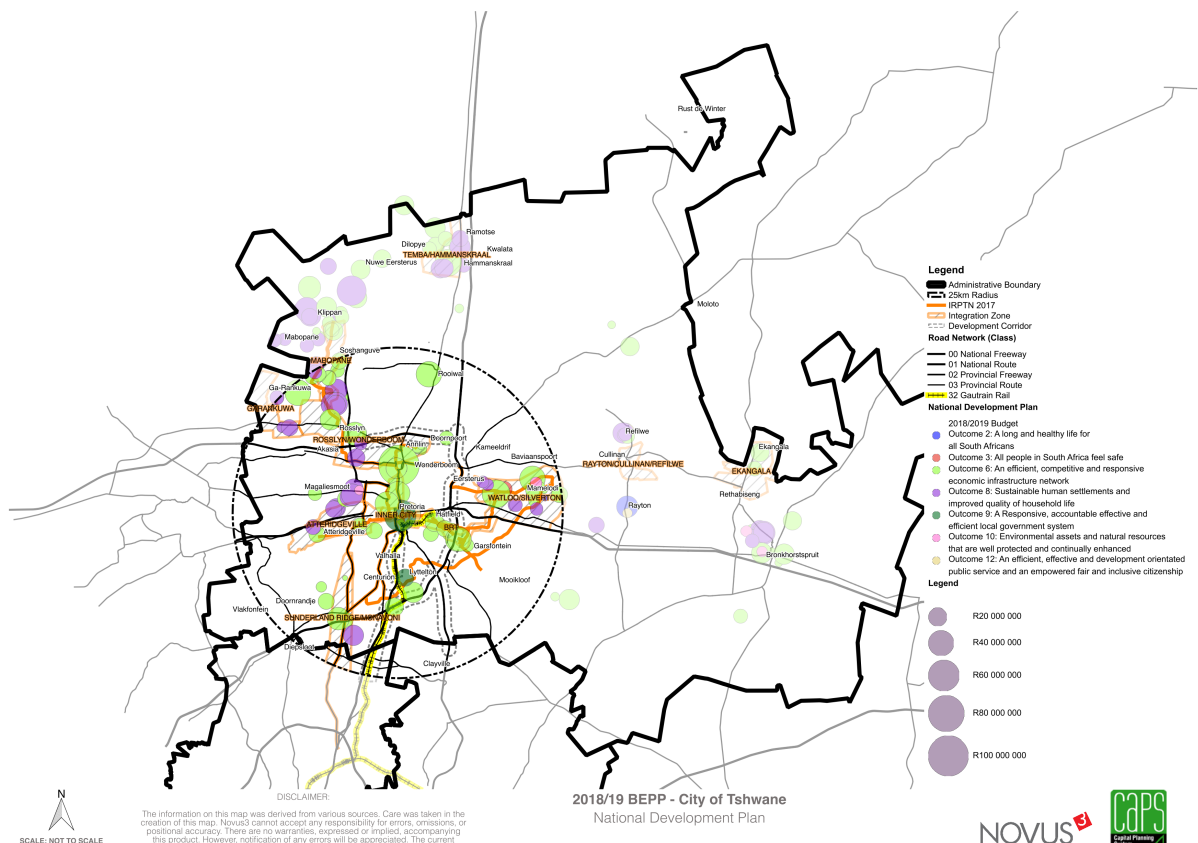 Rust de Winter
Ramotse
Dilopye
Kwalata
TEMBA/HAMMANSKRAAL
Nuwe Eersterus
Hammanskraal
Moloto
Klippan
Mabopane
Soshanguve
MABOPANE
Rooiwal
Ga-Rankuwa
GARANKUWA
Rosslyn
ROSSLYN/WONDERBOOM
Doornpoort
Annlin
Akasia
Kameeldrif
Wonderboom
Baviaanspoort
Refilwe
Cullinan
RAYTON/CULLINAN/REFILWE
Ekangala
EKANGALA
Rethabiseng
Eersterus
Mamelodi
Magaliesmoot
WATLOO/SILVERTON
Pretoria
INNER CITY
Hatfield
Rayton
ATTERIDGEVILLE
Atteridgeville
BRT
Garsfontein
Bronkhorstspruit
Valhalla
Lyttelton
Centurion
Mooikloof
Doornrandje
Vlakfontein
SUNDERLAND RIDGE/MONAVONI
Diepsloot
Clayville
Legend
Administrative Boundary
25km Radius
IRPTN 2017
Integration Zone
Development Corridor
Road Network (Class)
00 National Freeway
01 National Route
02 Provincial Freeway
03 Provincial Route
32 Gautrain Rail
National Development Plan
2018/2019 Budget
Outcome 2: A long and healthy life for
all South Africans
Outcome 3: All people in South Africa feel safe
Outcome 6: An efficient, competitive and responsive
economic infrastructure network
Outcome 8: Sustainable human settlements and
improved quality of household life
Outcome 9: A Responsive, accountable effective and
efficient local government system
Outcome 10: Environmental assets and natural resources
that are well protected and continually enhanced
Outcome 12: An efficient, effective and development orientated
public service and an empowered fair and inclusive citizenship
Legend
R20 000 000
R40 000 000
R60 000 000
R80 000 000
R100 000 000
N
SCALE: NOT TO SCALE
DISCLAIMER:
The information on this map was derived from various sources. Care was taken in the
creation of this map. Novus3 cannot accept any responsibility for errors, omissions, or
positional accuracy. There are no warranties, expressed or implied, accompanying
this product. However, notification of any errors will be appreciated. The current
2018/19 BEPP - City of Tshwane
National Development Plan
NOVUS3
CAPS
Capital Planning